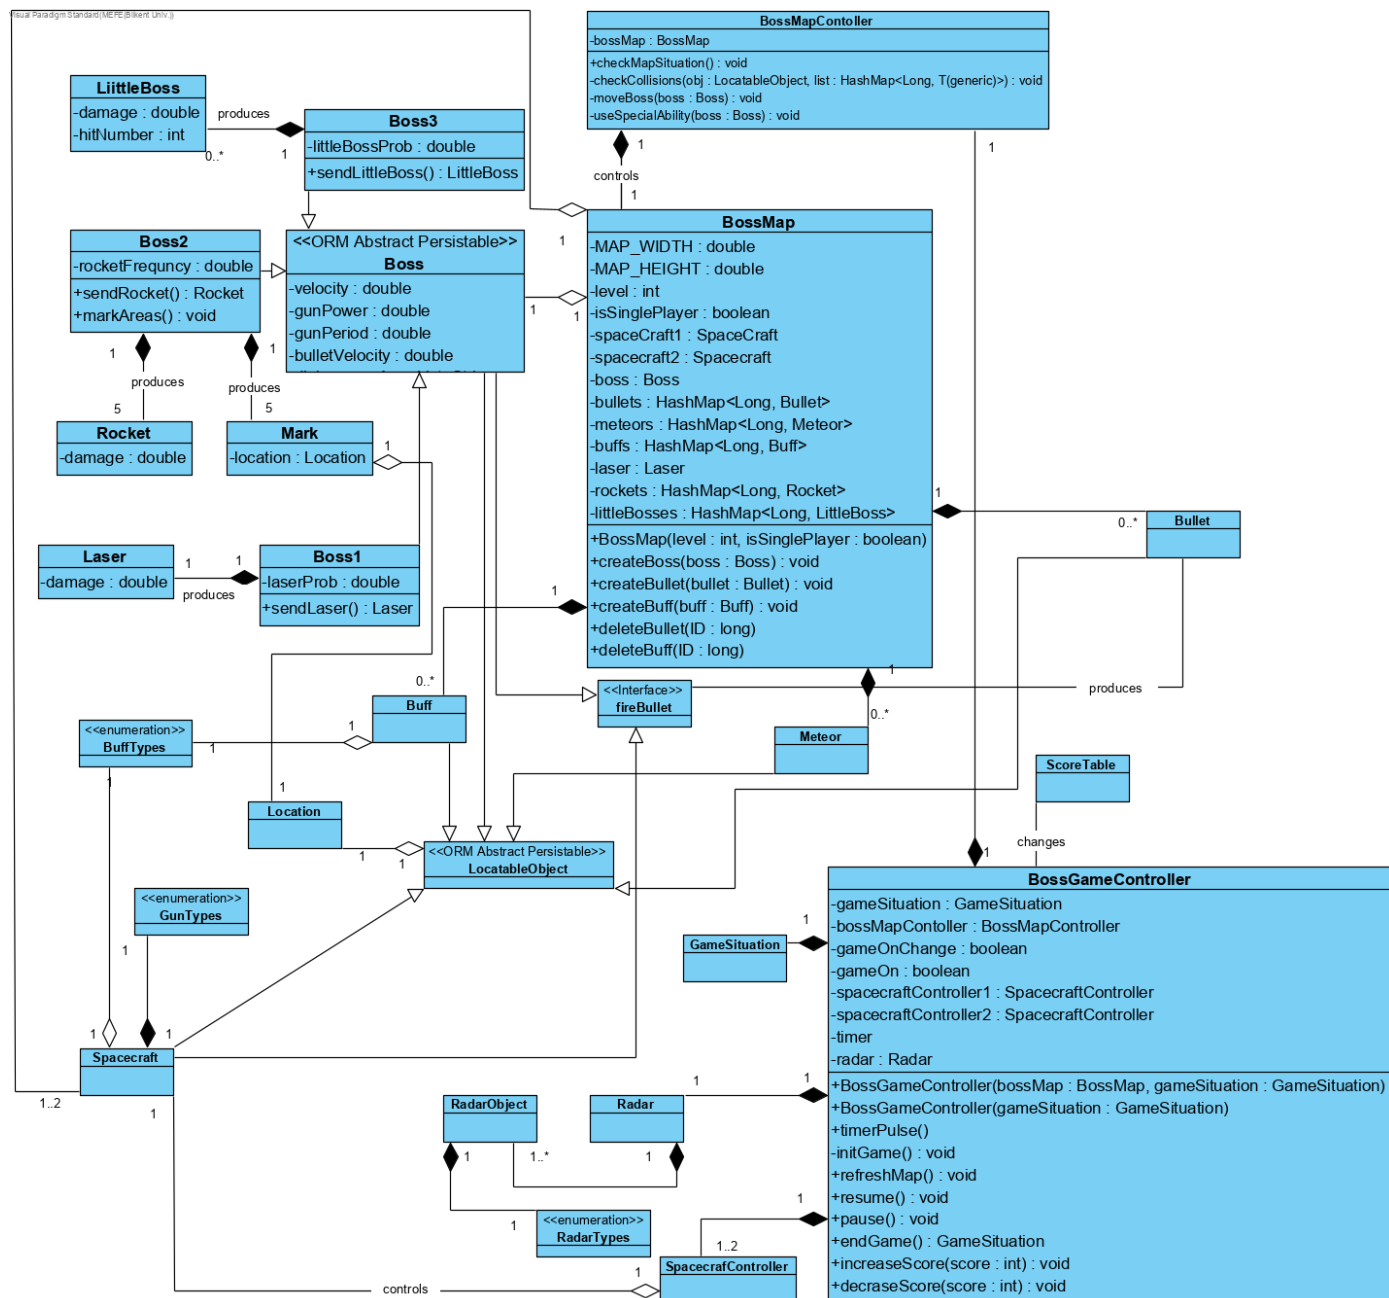 Visual Paradigm Standard(MEFE(Bilkent Univ.))
BossMapContoller
-bossMap : BossMap
+checkMapSituation() : void
-checkCollisions(obj : LocatableObject, list : HashMap<Long, T(generic)>) : void
-moveBoss(boss : Boss) : void
-useSpecialAbility(boss : Boss) : void
1
controls
1
1
LiittleBoss
-damage : double
-hitNumber : int
produces
0..*
1
Boss3
-littleBossProb : double
+sendLittleBoss() : LittleBoss
Boss2
-rocketFrequncy : double
+sendRocket() : Rocket
+markAreas() : void
<<ORM Abstract Persistable>>
Boss
-velocity : double
-gunPower : double
-gunPeriod : double
-bulletVelocity : double
1
1
1
BossMap
-MAP_WIDTH : double
-MAP_HEIGHT : double
-level : int
-isSinglePlayer : boolean
-spaceCraft1 : SpaceCraft
-spacecraft2 : Spacecraft
-boss : Boss
-bullets : HashMap<Long, Bullet>
-meteors : HashMap<Long, Meteor>
-buffs : HashMap<Long, Buff>
-laser : Laser
-rockets : HashMap<Long, Rocket>
-littleBosses : HashMap<Long, LittleBoss>
+BossMap(level : int, isSinglePlayer : boolean)
+createBoss(boss : Boss) : void
+createBullet(bullet : Bullet) : void
+createBuff(buff : Buff) : void
+deleteBullet(ID : long)
+deleteBuff(ID : long)
1
produces
5
1
produces
5
Rocket
-damage : double
Mark
-location : Location
1
1
0..*
Bullet
Laser
-damage : double
1
produces
1
Boss1
-laserProb : double
+sendLaser() : Laser
1
0..*
Buff
1
<<enumeration>>
BuffTypes
1
1
<<Interface>>
fireBullet
produces
1
0..*
Meteor
ScoreTable
changes
1
Location
1
1
<<ORM Abstract Persistable>>
LocatableObject
1
<<enumeration>>
GunTypes
1
1
1
Spacecraft
1..2
1
GameSituation
1
BossGameController
-gameSituation : GameSituation
-bossMapContoller : BossMapController
-gameOnChange : boolean
-gameOn : boolean
-spacecraftController1 : SpacecraftController
-spacecraftController2 : SpacecraftController
-timer
-radar : Radar
+BossGameController(bossMap : BossMap, gameSituation : GameSituation)
+BossGameController(gameSituation : GameSituation)
+timerPulse()
-initGame() : void
+refreshMap() : void
+resume() : void
+pause() : void
+endGame() : GameSituation
+increaseScore(score : int) : void
+decraseScore(score : int) : void
RadarObject
1
1..*
Radar
1
1
1
1
<<enumeration>>
RadarTypes
1
1..2
SpacecrafController
1
controls